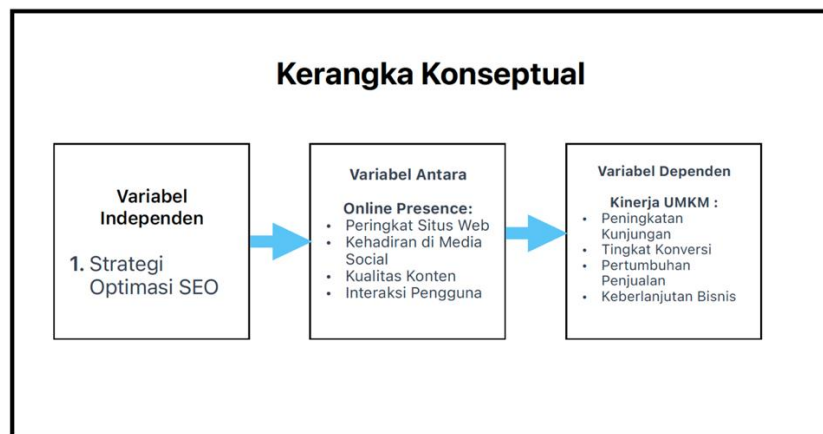 Kerangka Konseptual
Variabel
Independen
1. Strategi
Optimasi SEO
Variabel Antara
Online Presence:
• Peringkat Situs Web
• Kehadiran di Media
Social
• Kualitas Konten
• Interaksi Pengguna
Variabel Dependen
Kinerja UMKM :
• Peningkatan
Kunjungan
• Tingkat Konversi
• Pertumbuhan
Penjualan
• Keberlanjutan Bisnis